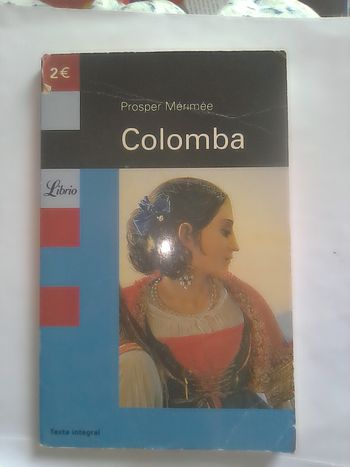 2€
Prosper Mérimée
Colomba
Librio
Texte intégral